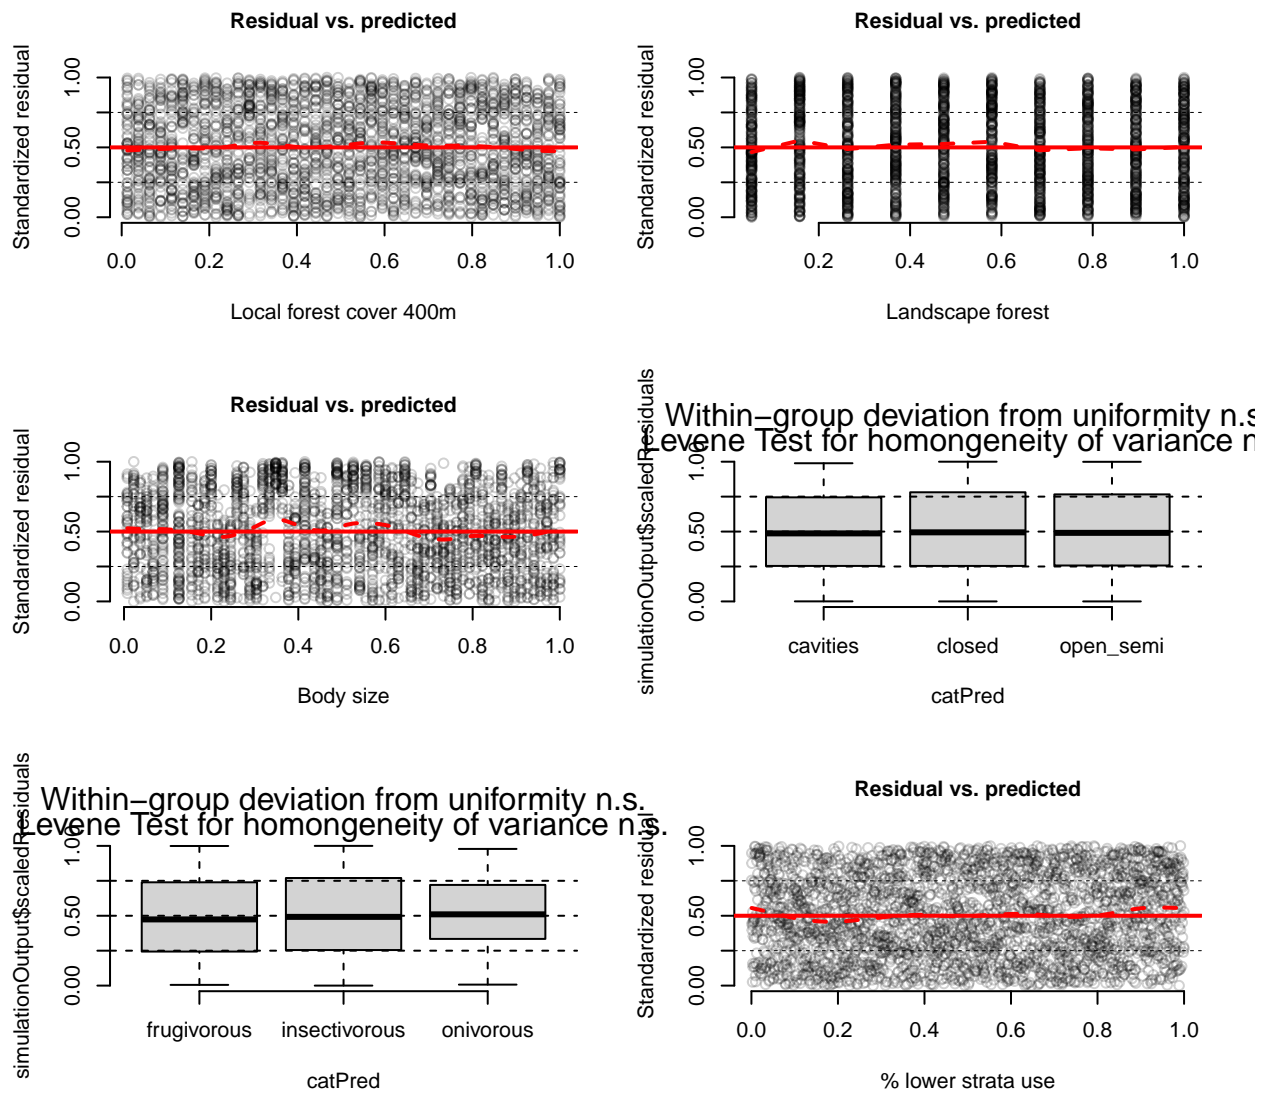 Residual vs. predicted
Standardized residual
0.00 0.50 1.00
0.0 0.2 0.4 0.6 0.8 1.0
Local forest cover 400m
Residual vs. predicted
Standardized residual
0.00 0.50 1.00
0.2 0.4 0.6 0.8 1.0
Landscape forest
Residual vs. predicted
Standardized residual
0.00 0.50 1.00
0.0 0.2 0.4 0.6 0.8 1.0
Body size
Within−group deviation from uniformity n.s
Levene Test for homongeneity of variance n
simulationOutput$scaledResiduals
0.00 0.50 1.00
cavities closed open_semi
catPred
Within−group deviation from uniformity n.s.
Levene Test for homongeneity of variance n.s.
simulationOutput$scaledResiduals
0.00 0.50 1.00
frugivorous insectivorous onivorous
catPred
Residual vs. predicted
Standardized residual
0.00 0.50 1.00
0.0 0.2 0.4 0.6 0.8 1.0
% lower strata use